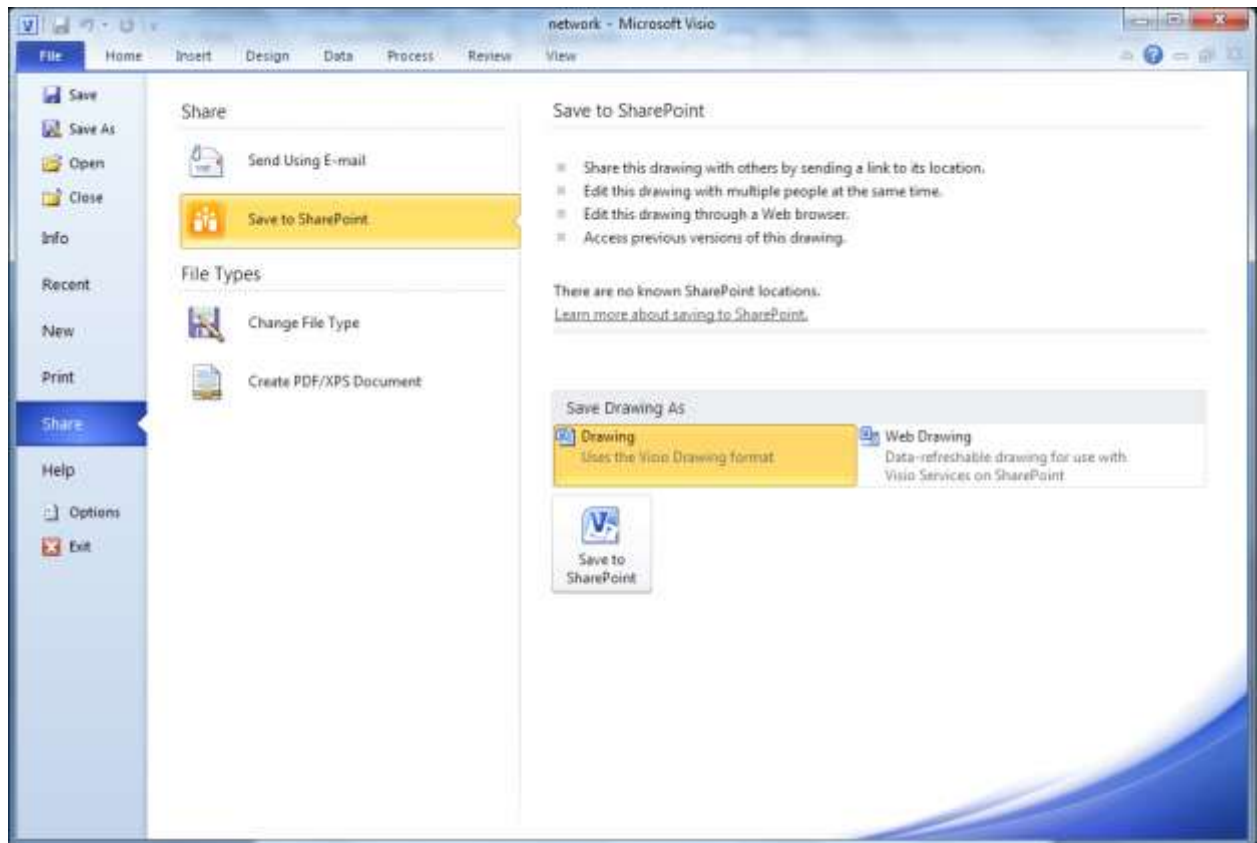 network - Microsoft Visio
File Home Insert Design Data Process Review View
Save
Save As
Open
Close
Info
Recent
New
Print
Share
Help
Options
Exit
Share
Send Using E-mail
Save to SharePoint
File Types
Change File Type
Create PDF/XPS Document
Save to SharePoint
Share this drawing with others by sending a link to its location.
Edit this drawing with multiple people at the same time.
Edit this drawing through a Web browser.
Access previous versions of this drawing.
There are no known SharePoint locations.
Learn more about saving to SharePoint.
Save Drawing As
Drawing
Uses the Visio Drawing format
Web Drawing
Data-refreshable drawing for use with
Visio Services on SharePoint
Save to
SharePoint